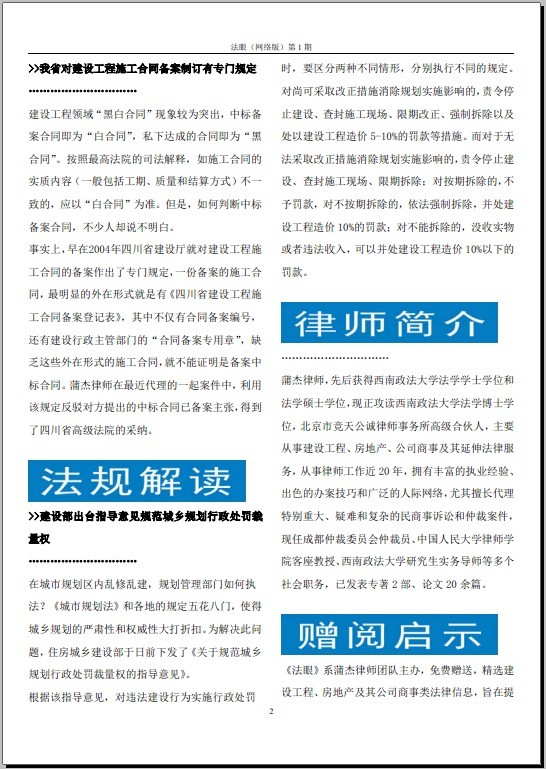 法眼（网络版）第 1 期
>>我省对建设工程施工合同备案制订有专门规定
…………………………
建设工程领域“黑白合同”现象较为突出，中标备
案合同即为“白合同”，私下达成的合同即为“黑
合同”。按照最高法院的司法解释，如施工合同的
实质内容（一般包括工期、质量和结算方式）不一
致的，应以“白合同”为准。但是，如何判断中标
备案合同，不少人却说不明白。
事实上，早在2004年四川省建设厅就对建设工程施
工合同的备案作出了专门规定，一份备案的施工合
同，最明显的外在形式就是有《四川省建设工程施
工合同备案登记表》，其中不仅有合同备案编号，
还有建设行政主管部门的“合同备案专用章”，缺
乏这些外在形式的施工合同，就不能证明是备案中
标合同。蒲杰律师在最近代理的一起案件中，利用
该规定反驳对方提出的中标合同已备案主张，得到
了四川省高级法院的采纳。
法规解读
>>建设部出台指导意见规范城乡规划行政处罚裁
量权
…………………………
在城市规划区内乱修乱建，规划管理部门如何执
法？《城市规划法》和各地的规定五花八门，使得
城乡规划的严肃性和权威性大打折扣。为解决此问
题，住房城乡建设部于日前下发了《关于规范城乡
规划行政处罚裁量权的指导意见》。
根据该指导意见，对违法建设行为实施行政处罚
时，要区分两种不同情形，分别执行不同的规定。
对尚可采取改正措施消除规划实施影响的，责令停
止建设、查封施工现场、限期改正、强制拆除以及
处以建设工程造价 5-10%的罚款等措施。而对于无
法采取改正措施消除规划实施影响的，责令停止建
设、查封施工现场、限期拆除；对按期拆除的，不
予罚款，对不按期拆除的，依法强制拆除，并处建
设工程造价 10%的罚款；对不能拆除的，没收实物
或者违法收入，可以并处建设工程造价 10%以下的
罚款。
律师简介
…………………………
蒲杰律师，先后获得西南政法大学法学学士学位和
法学硕士学位，现正攻读西南政法大学法学博士学
位，北京市竞天公诚律师事务所高级合伙人，主要
从事建设工程、房地产、公司商事及其延伸法律服
务，从事律师工作近 20 年，拥有丰富的执业经验、
出色的办案技巧和广泛的人际网络，尤其擅长代理
特别重大、疑难和复杂的民商事诉讼和仲裁案件，
现任成都仲裁委员会仲裁员、中国人民大学律师学
院客座教授、西南政法大学研究生实务导师等多个
社会职务，已发表专著 2 部、论文 20 余篇。
赠阅启示
《法眼》系蒲杰律师团队主办，免费赠送，精选建
设工程、房地产及其公司商事类法律信息，旨在提
2